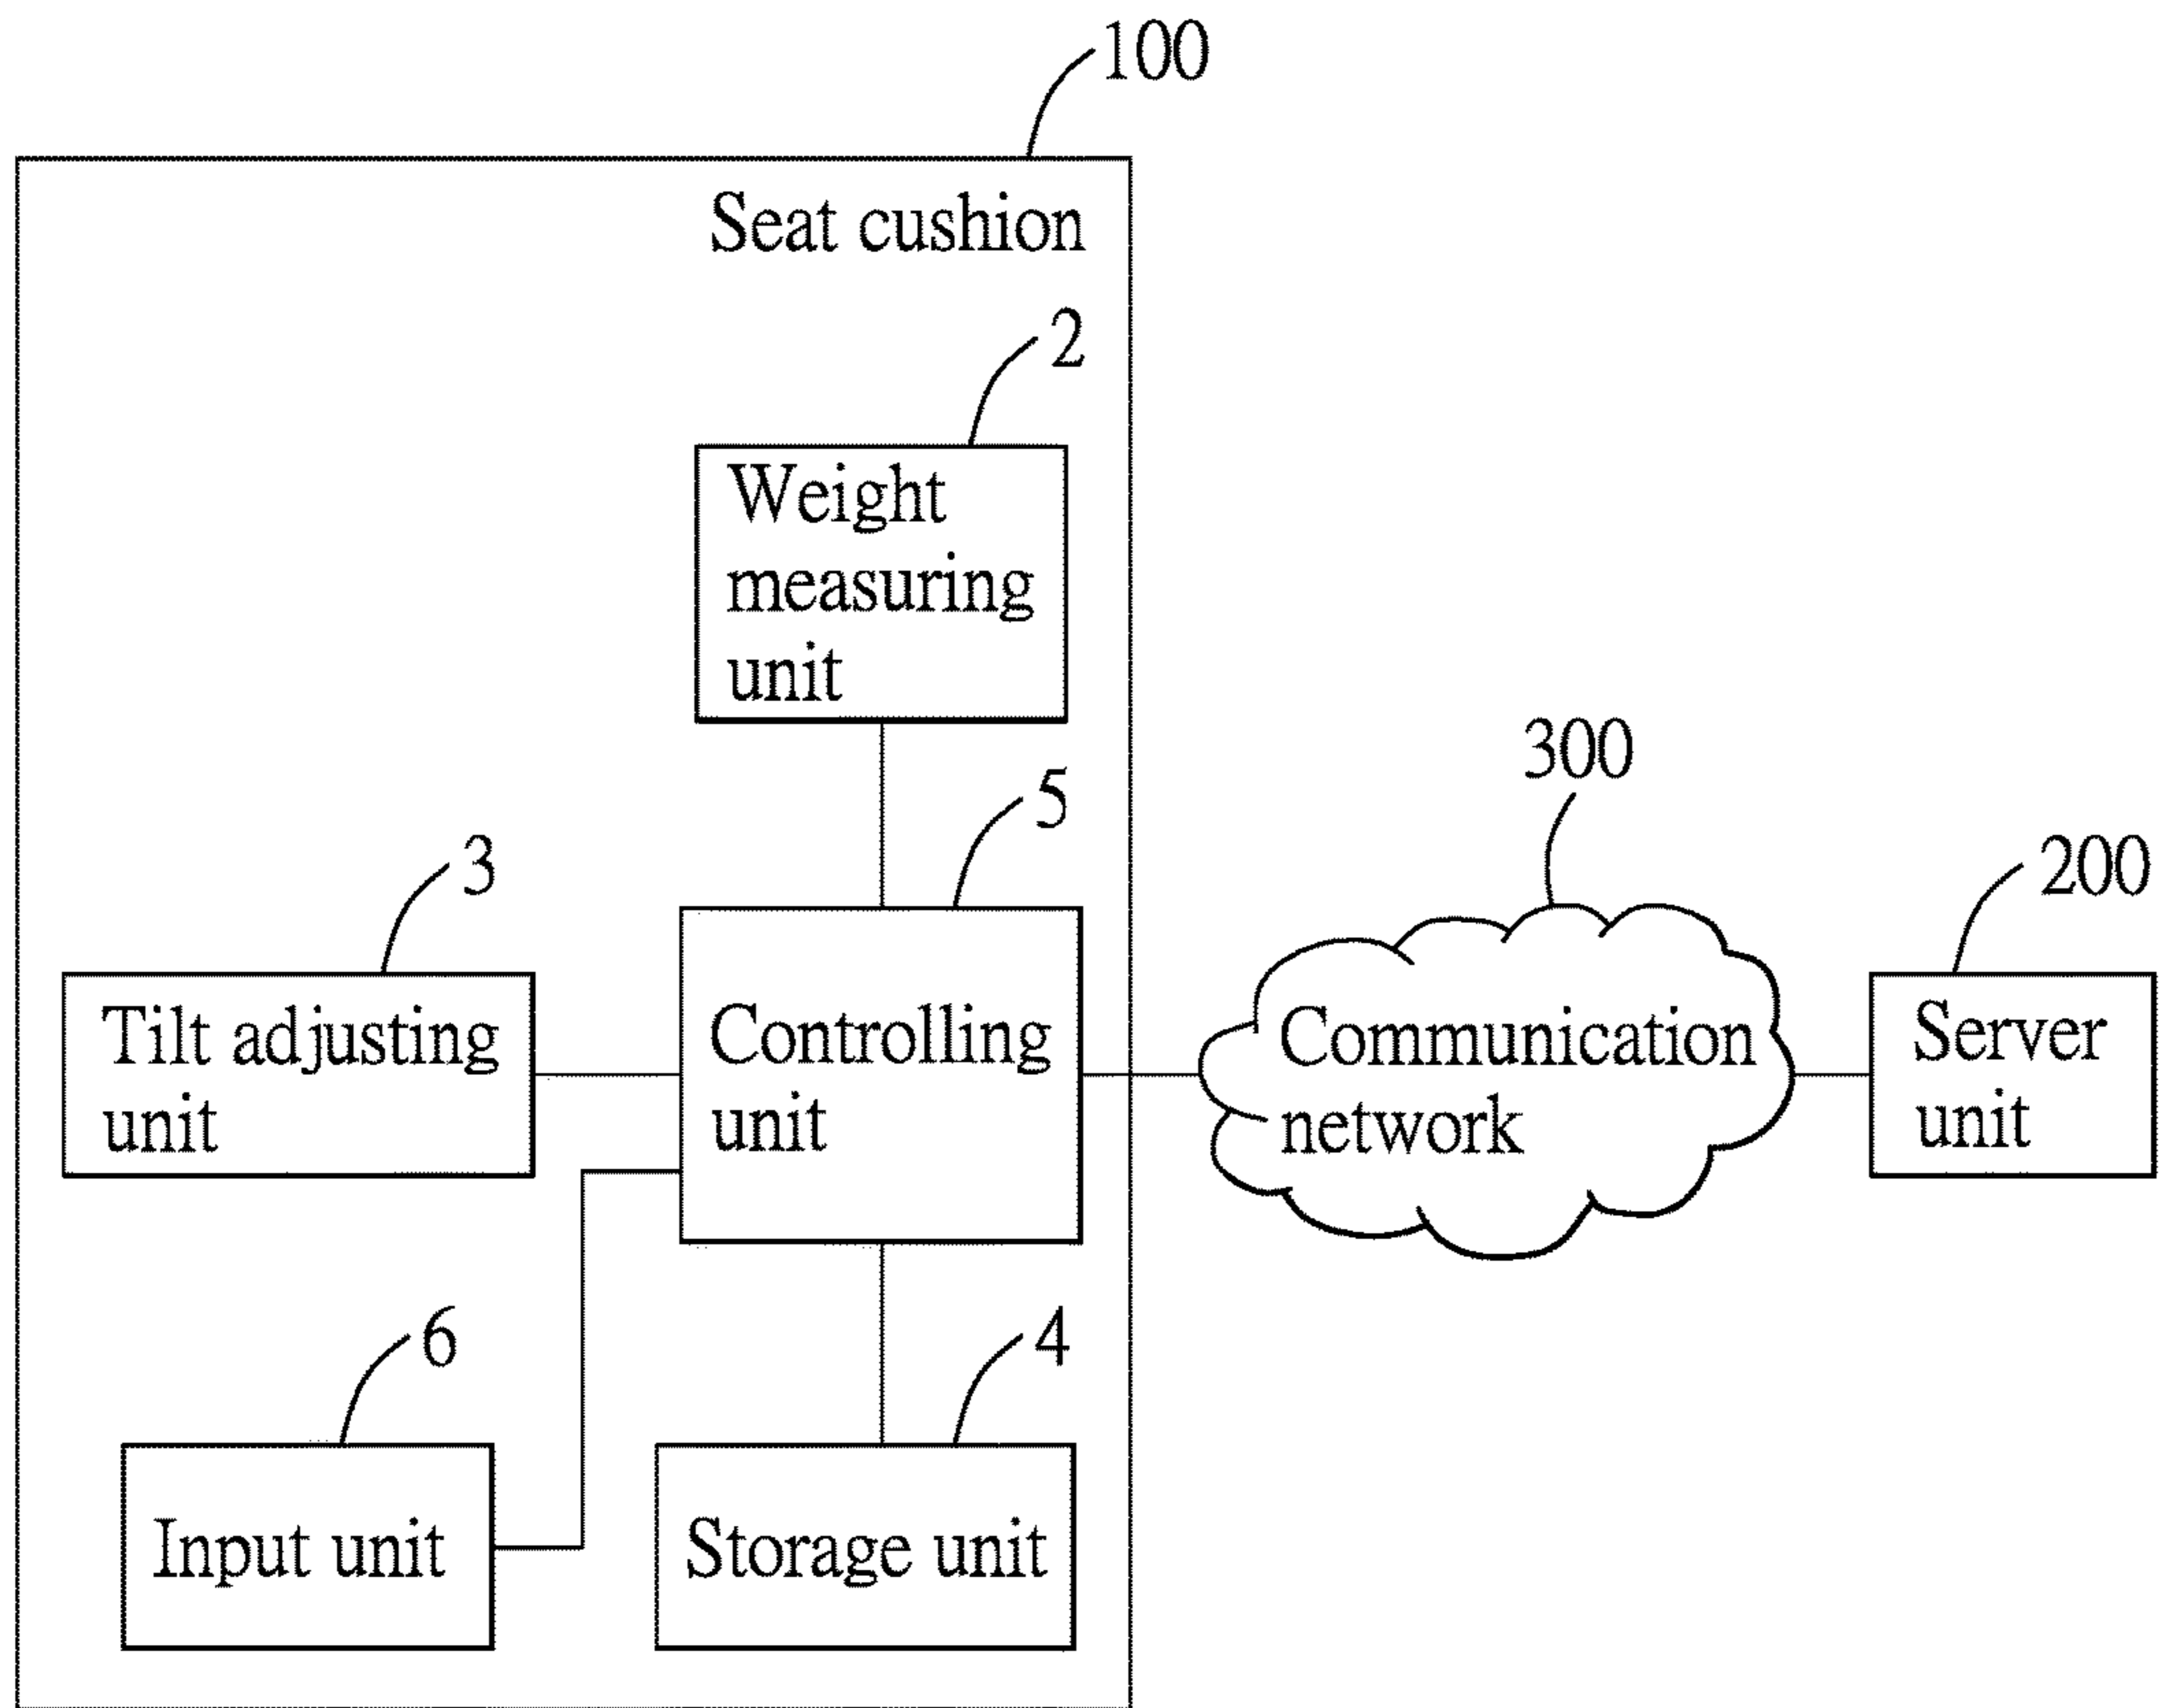 100
Seat cushion
2
Weight
measuring
unit
300
5
3
200
Tilt adjusting
unit
Controlling
unit
Communication
network
Server
unit
6
4
Input unit
Storage unit